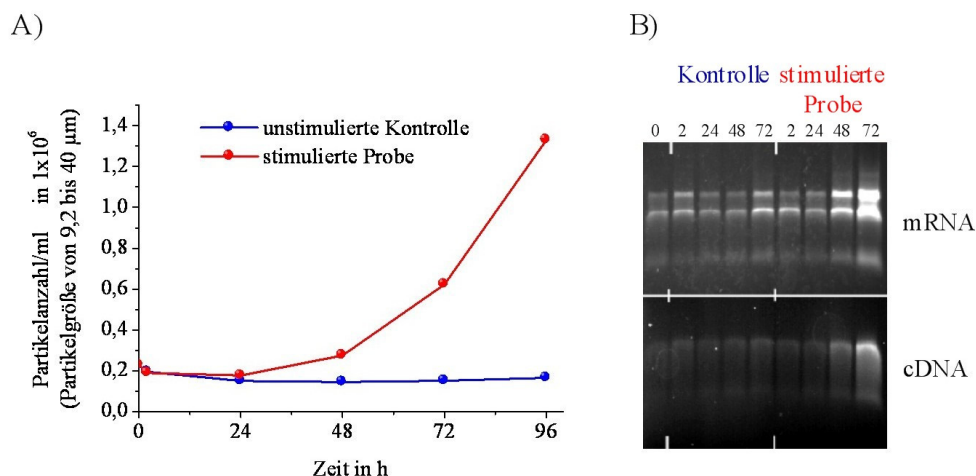 A)
Partikelanzahl/ml in 1x10⁶
(Partikelgröße von 9,2 bis 40 µm)
1,4
1,2
1,0
0,8
0,6
0,4
0,2
0,0
unstimulierte Kontrolle
stimulierte Probe
0 24 48 72 96
Zeit in h
B)
Kontrolle stimulierte
Probe
0 2 24 48 72 2 24 48 72
mRNA
cDNA